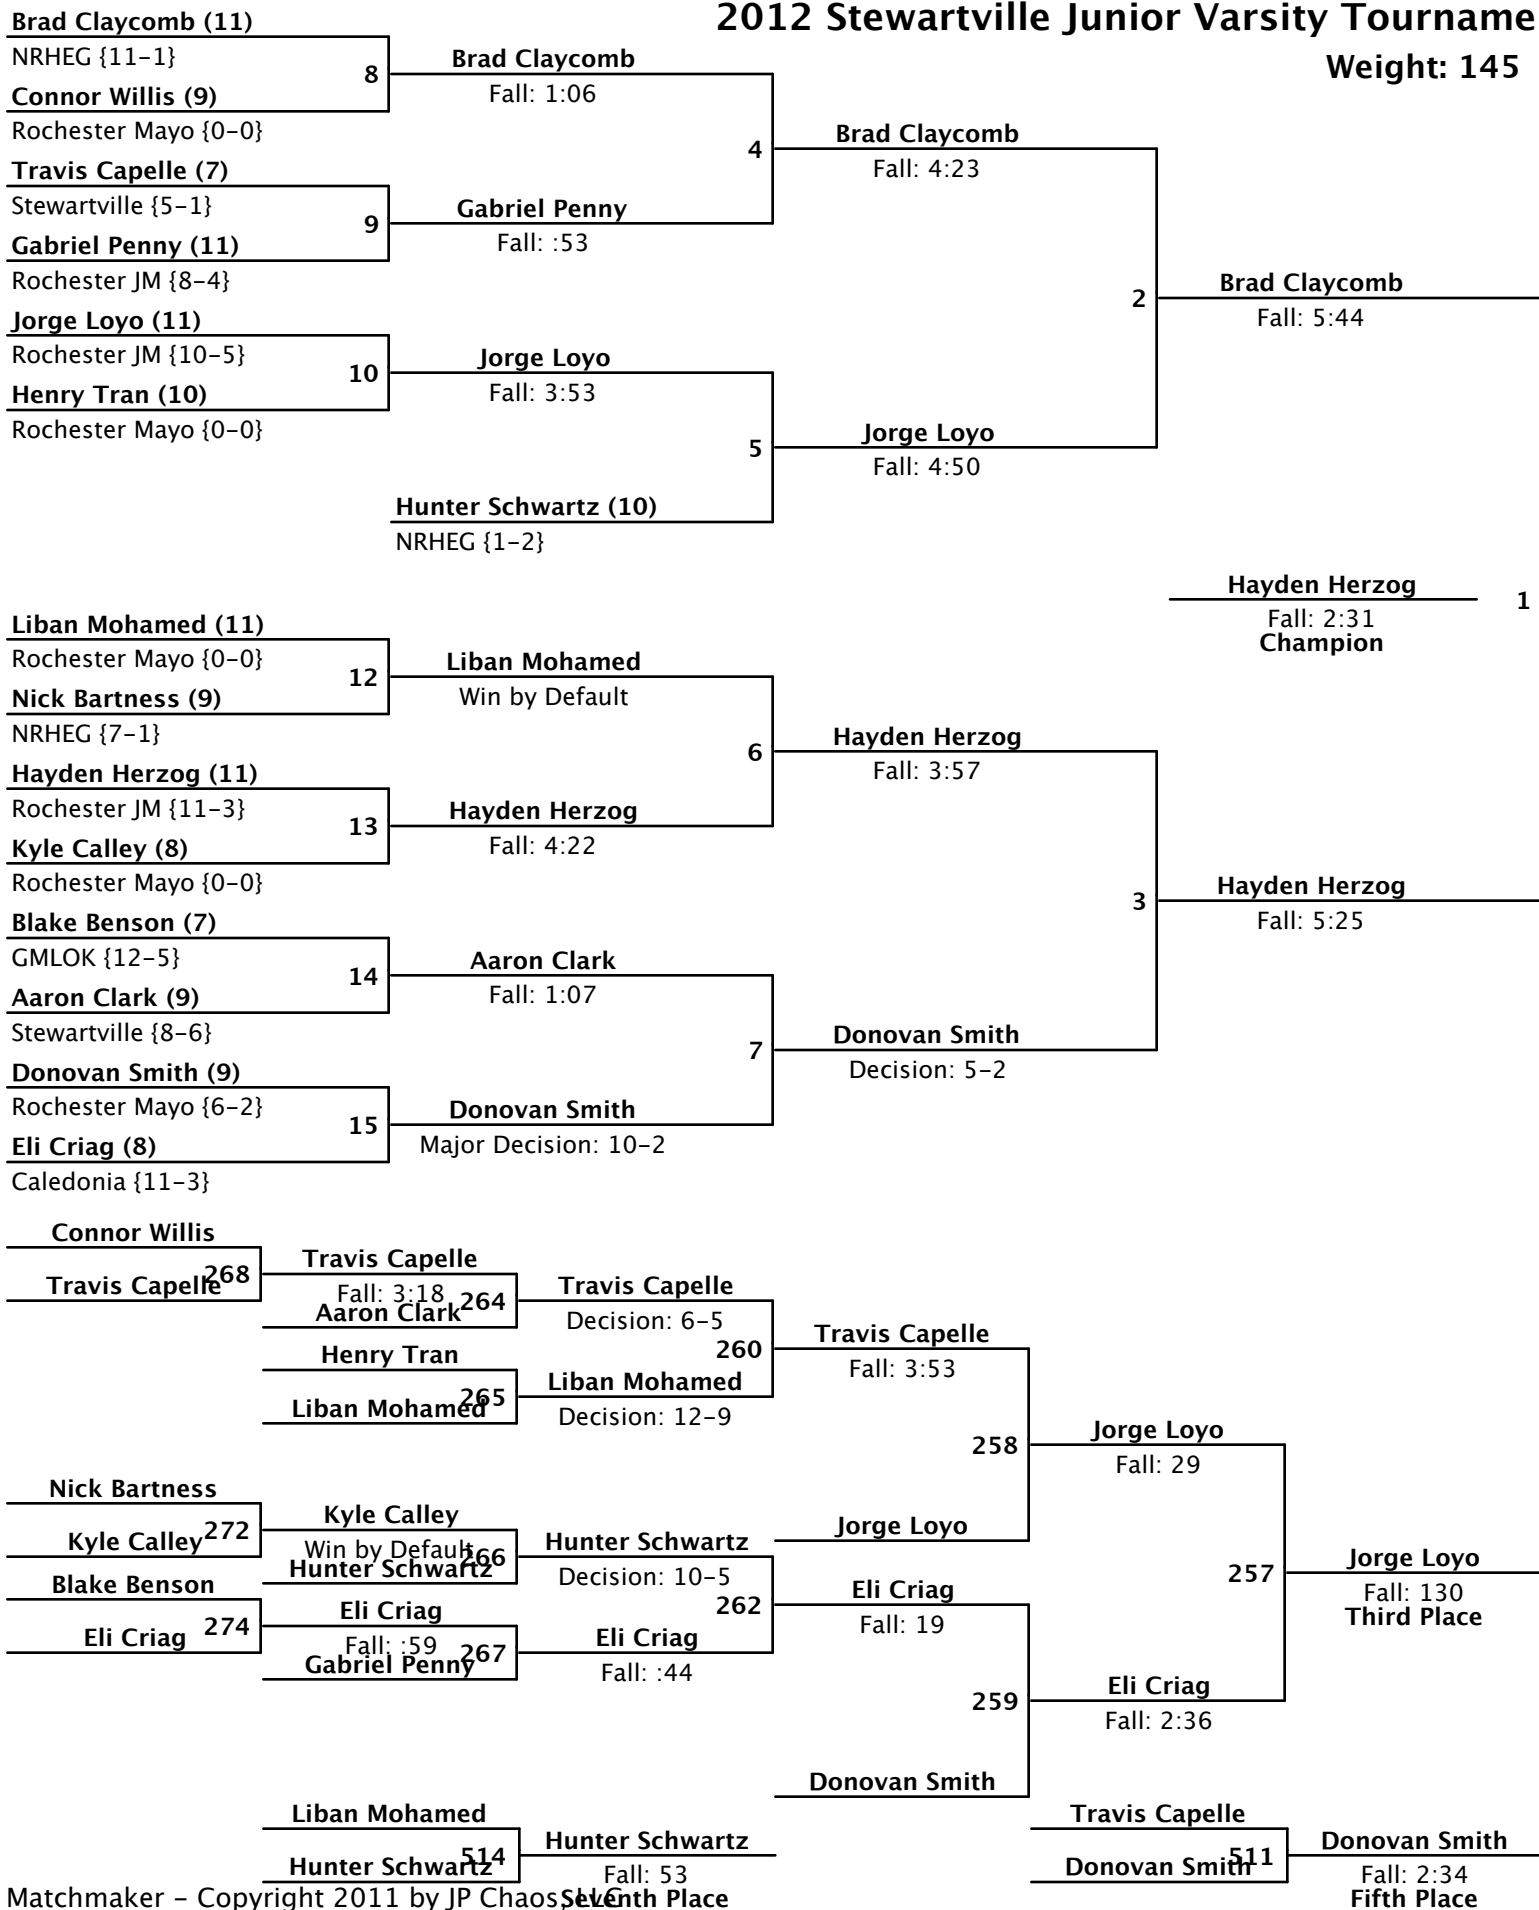 2012 Stewartville Junior Varsity Tourname
Weight: 145
Brad Claycomb (11)
NRHEG {11-1}
8
Connor Willis (9)
Rochester Mayo {0-0}
Travis Capelle (7)
Stewartville {5-1}
9
Gabriel Penny (11)
Rochester JM {8-4}
Jorge Loyo (11)
Rochester JM {10-5}
10
Henry Tran (10)
Rochester Mayo {0-0}
Brad Claycomb
Fall: 1:06
4
Gabriel Penny
Fall: :53
Jorge Loyo
Fall: 3:53
5
Hunter Schwartz (10)
NRHEG {1-2}
Brad Claycomb
Fall: 4:23
2
Jorge Loyo
Fall: 4:50
Brad Claycomb
Fall: 5:44
Hayden Herzog
1
Fall: 2:31
Champion
Liban Mohamed (11)
Rochester Mayo {0-0}
12
Nick Bartness (9)
NRHEG {7-1}
Hayden Herzog (11)
Rochester JM {11-3}
13
Kyle Calley (8)
Rochester Mayo {0-0}
Blake Benson (7)
GMLOK {12-5}
14
Aaron Clark (9)
Stewartville {8-6}
Donovan Smith (9)
Rochester Mayo {6-2}
15
Eli Criag (8)
Caledonia {11-3}
Liban Mohamed
Win by Default
6
Hayden Herzog
Fall: 4:22
Aaron Clark
Fall: 1:07
7
Donovan Smith
Major Decision: 10-2
Hayden Herzog
Fall: 3:57
3
Donovan Smith
Decision: 5-2
Hayden Herzog
Fall: 5:25
Connor Willis
268
Travis Capelle
Travis Capelle
Fall: 3:18
264
Aaron Clark
Henry Tran
265
Liban Mohamed
Travis Capelle
Decision: 6-5
260
Liban Mohamed
Decision: 12-9
Travis Capelle
Fall: 3:53
258
Jorge Loyo
Jorge Loyo
Fall: 29
Nick Bartness
272
Kyle Calley
Blake Benson
274
Eli Criag
Kyle Calley
Win by Default
266
Hunter Schwartz
Eli Criag
Fall: :59
267
Gabriel Penny
Hunter Schwartz
Decision: 10-5
262
Eli Criag
Fall: :44
Eli Criag
Fall: 19
259
Donovan Smith
Eli Criag
Fall: 2:36
257
Jorge Loyo
Fall: 130
Third Place
Liban Mohamed
514
Hunter Schwartz
Hunter Schwartz
Fall: 53
Seventh Place
Travis Capelle
511
Donovan Smith
Donovan Smith
Fall: 2:34
Fifth Place
Matchmaker - Copyright 2011 by JP Chaos, LLC